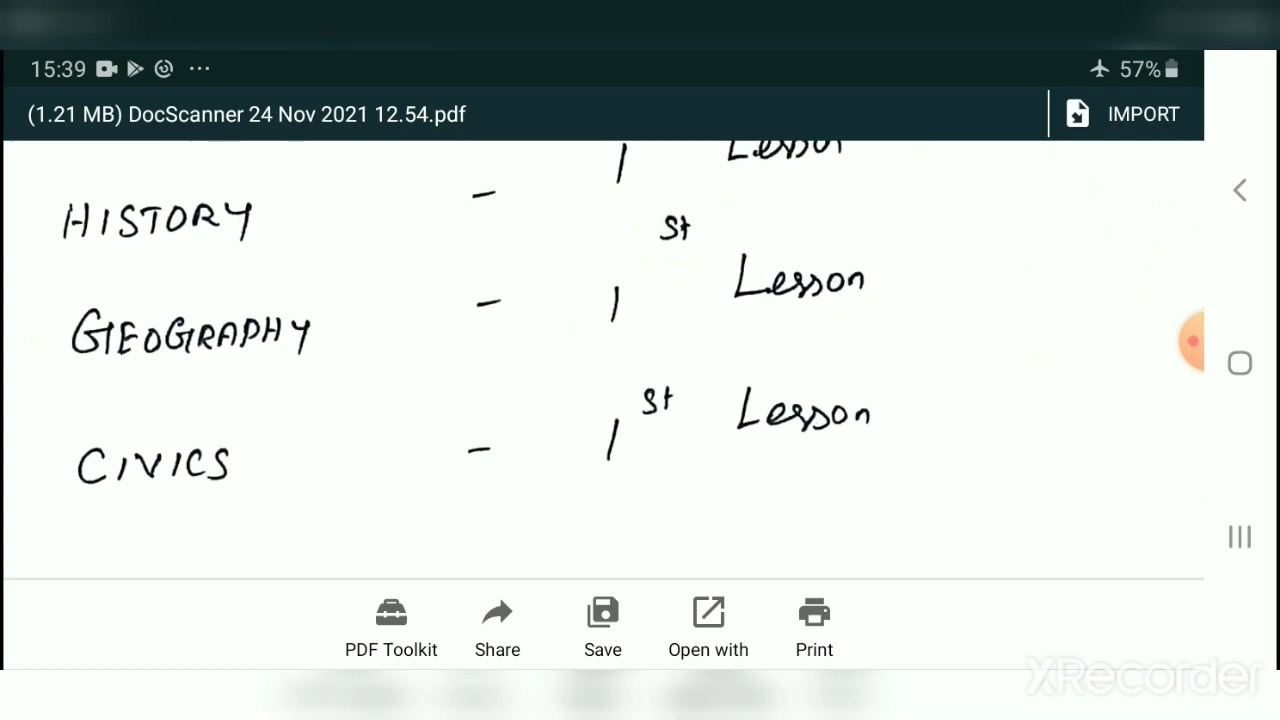 15:39 ... 57%
(1.21 MB) DocScanner 24 Nov 2021 12.54.pdf IMPORT
HISTORY - 1 Lesson
GEOGRAPHY - 1 st Lesson
CIVICS - 1 st Lesson
PDF Toolkit Share Save Open with Print
XRecorder